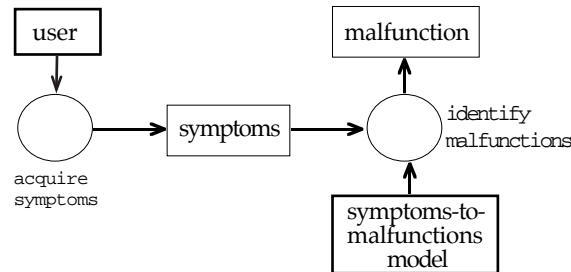 user
malfunction
symptoms
identify
malfunctions
acquire
symptoms
symptoms-to-
malfunctions
model